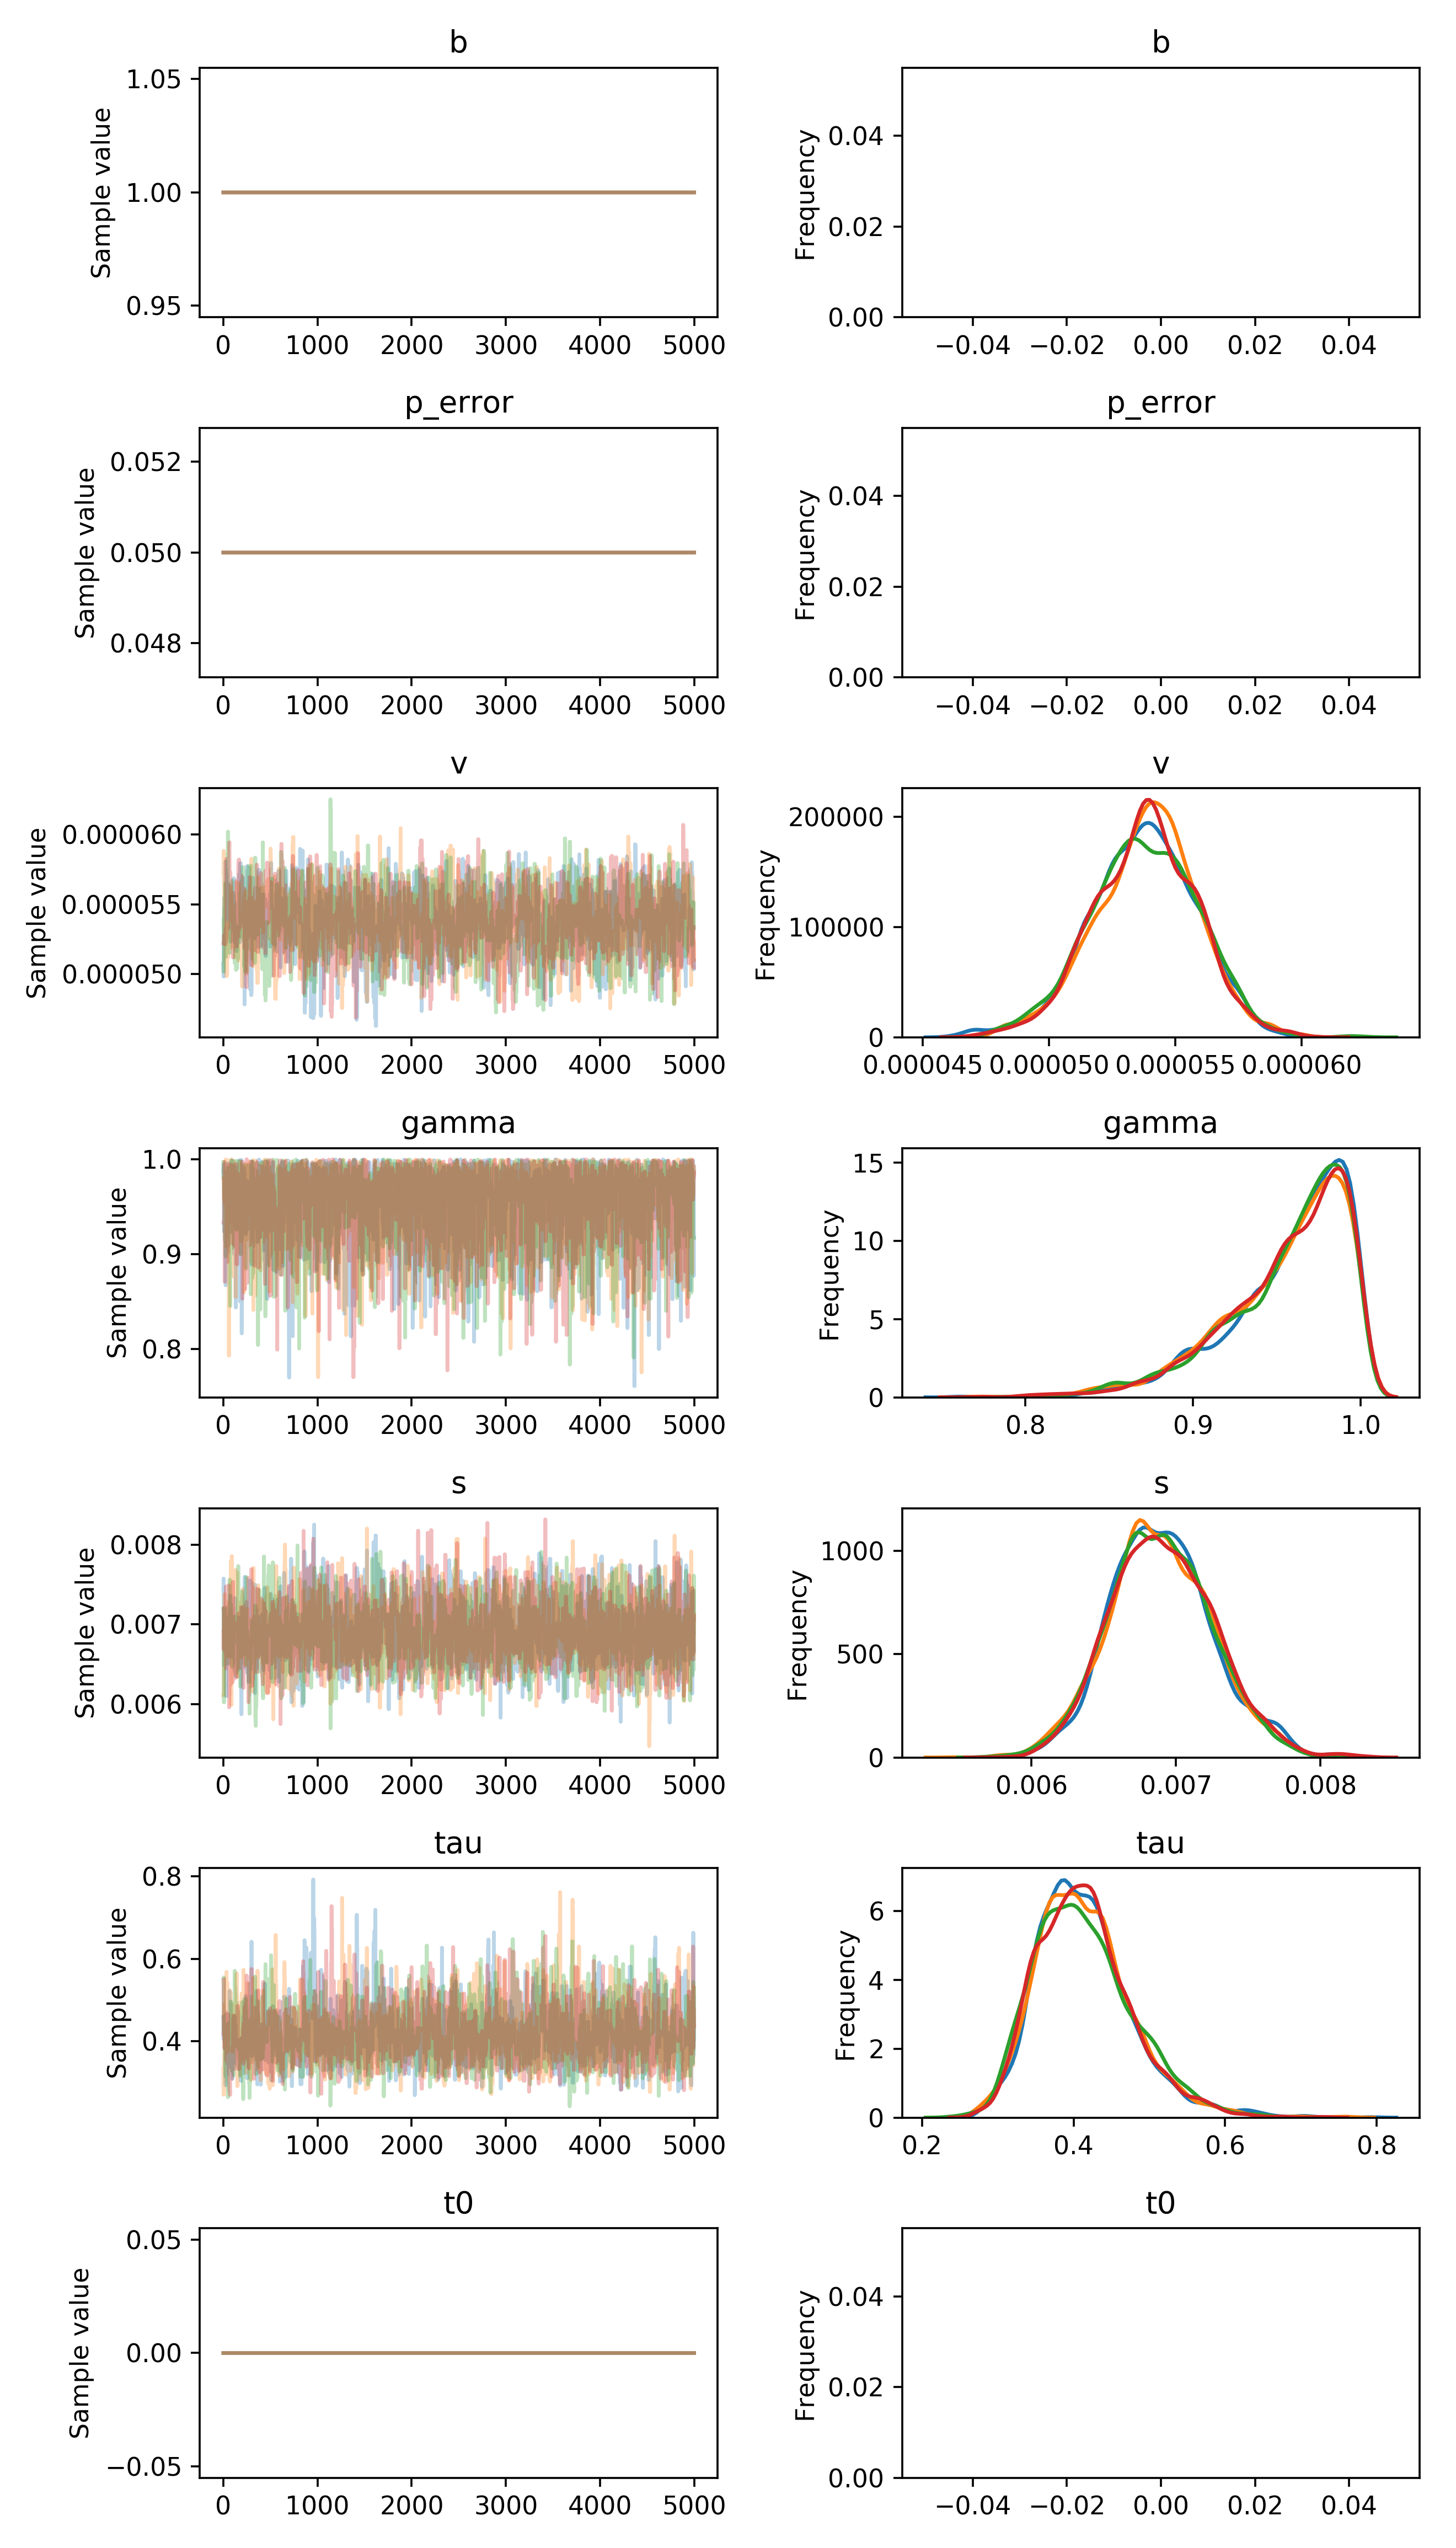 b
b
Sample value
1.05
1.00
0.95
0 1000 2000 3000 4000 5000
Frequency
0.04
0.02
0.00
−0.04 −0.02 0.00 0.02 0.04
p_error
p_error
Sample value
0.052
0.050
0.048
0 1000 2000 3000 4000 5000
Frequency
0.04
0.02
0.00
−0.04 −0.02 0.00 0.02 0.04
v
v
Sample value
0.000060
0.000055
0.000050
0 1000 2000 3000 4000 5000
Frequency
200000
100000
0
0.000045 0.000050 0.000055 0.000060
gamma
gamma
Sample value
1.0
0.9
0.8
0 1000 2000 3000 4000 5000
Frequency
15
10
5
0
0.8 0.9 1.0
s
s
Sample value
0.008
0.007
0.006
0 1000 2000 3000 4000 5000
Frequency
1000
500
0
0.006 0.007 0.008
tau
tau
Sample value
0.8
0.6
0.4
0 1000 2000 3000 4000 5000
Frequency
6
4
2
0
0.2 0.4 0.6 0.8
t0
t0
Sample value
0.05
0.00
−0.05
0 1000 2000 3000 4000 5000
Frequency
0.04
0.02
0.00
−0.04 −0.02 0.00 0.02 0.04